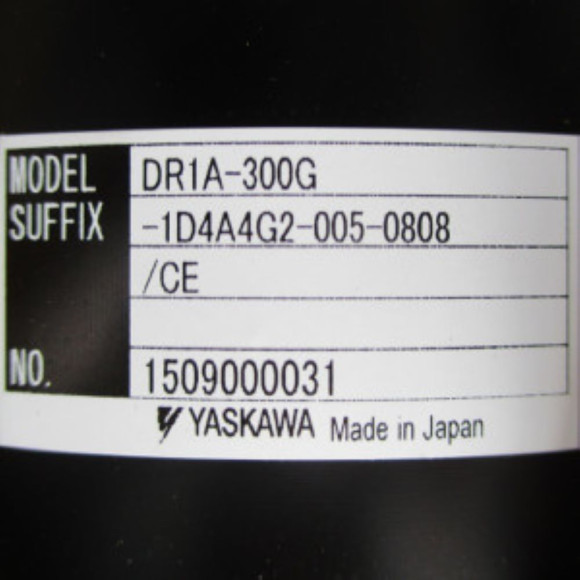 MODEL DR1A-300G
SUFFIX -1D4A4G2-005-0808
/CE
NO. 1509000031
YASKAWA Made in Japan